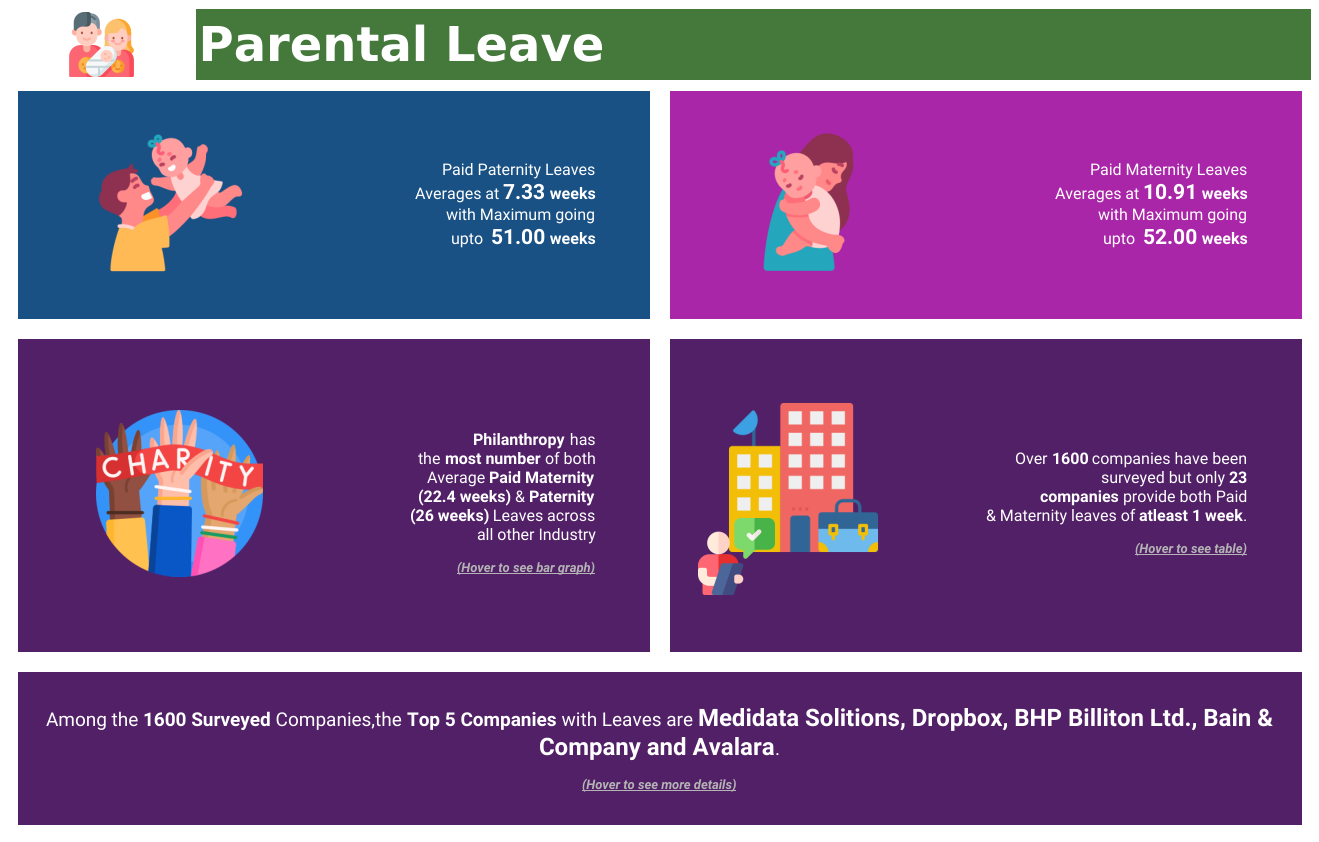 Parental Leave
Paid Paternity Leaves
Averages at 7.33 weeks
with Maximum going
upto 51.00 weeks
Paid Maternity Leaves
Averages at 10.91 weeks
with Maximum going
upto 52.00 weeks
CHARITY
Philanthropy has
the most number of both
Average Paid Maternity
(22.4 weeks) & Paternity
(26 weeks) Leaves across
all other Industry
(Hover to see bar graph)
Over 1600 companies have been
surveyed but only 23
companies provide both Paid
& Maternity leaves of atleast 1 week.
(Hover to see table)
Among the 1600 Surveyed Companies,the Top 5 Companies with Leaves are Medidata Solitions, Dropbox, BHP Billiton Ltd., Bain &
Company and Avalara.
(Hover to see more details)